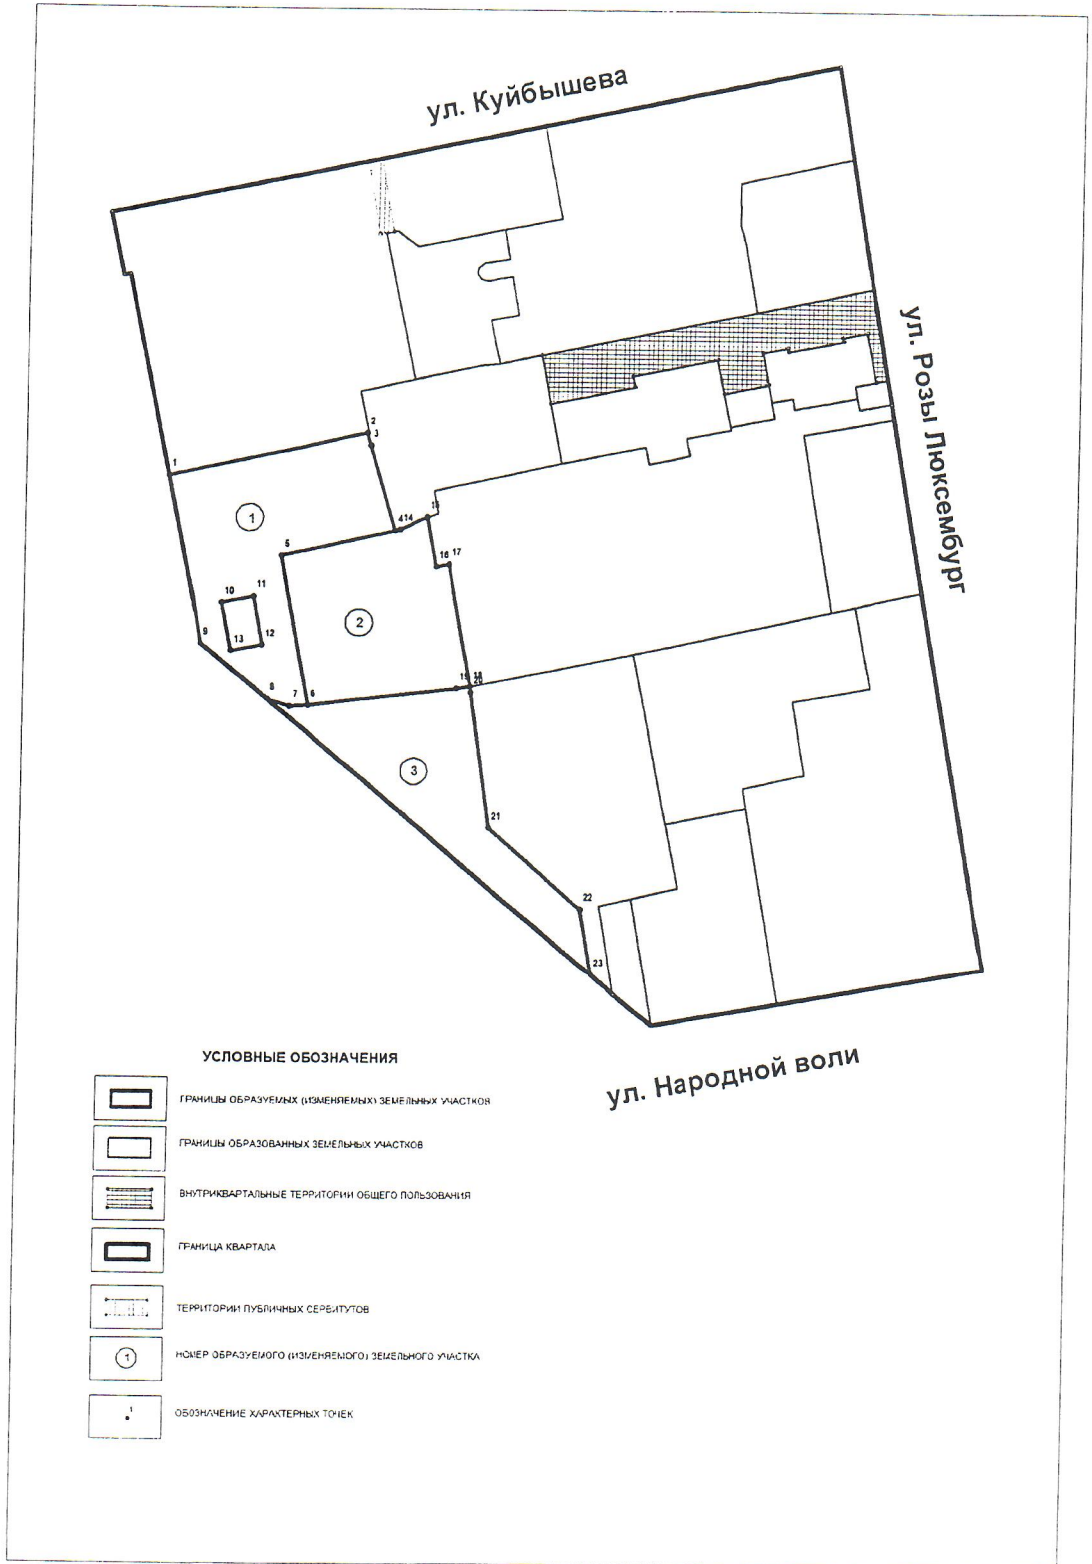 ул. Куйбышева
ул. Розы Люксембург
2
3
1
1
15
4 14
5
16 17
11
10
2
9
12
13
19 18
20
8
7 6
3
21
22
23
ул. Народной воли
УСЛОВНЫЕ ОБОЗНАЧЕНИЯ
ГРАНИЦЫ ОБРАЗУЕМЫХ (ИЗМЕНЯЕМЫХ) ЗЕМЕЛЬНЫХ УЧАСТКОВ
ГРАНИЦЫ ОБРАЗОВАННЫХ ЗЕМЕЛЬНЫХ УЧАСТКОВ
ВНУТРИКВАРТАЛЬНЫЕ ТЕРРИТОРИИ ОБЩЕГО ПОЛЬЗОВАНИЯ
ГРАНИЦА КВАРТАЛА
ТЕРРИТОРИИ ПУБЛИЧНЫХ СЕРВИТУТОВ
1
НОМЕР ОБРАЗУЕМОГО (ИЗМЕНЯЕМОГО) ЗЕМЕЛЬНОГО УЧАСТКА
1
ОБОЗНАЧЕНИЕ ХАРАКТЕРНЫХ ТОЧЕК